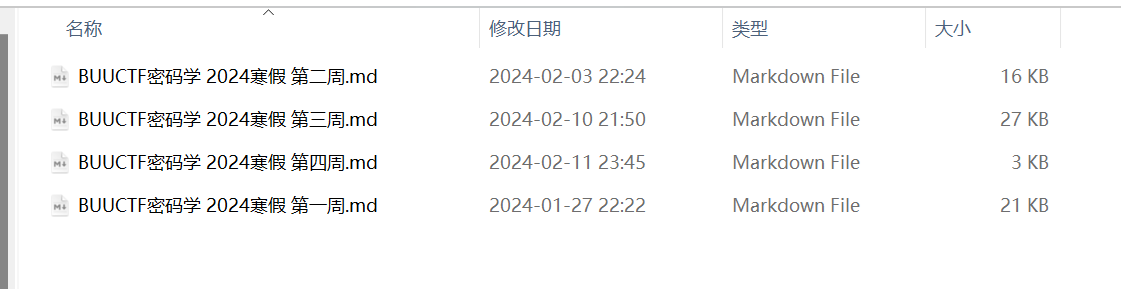 名称 修改日期 类型 大小
BUUCTF密码学 2024寒假 第二周.md 2024-02-03 22:24 Markdown File 16 KB
BUUCTF密码学 2024寒假 第三周.md 2024-02-10 21:50 Markdown File 27 KB
BUUCTF密码学 2024寒假 第四周.md 2024-02-11 23:45 Markdown File 3 KB
BUUCTF密码学 2024寒假 第一周.md 2024-01-27 22:22 Markdown File 21 KB